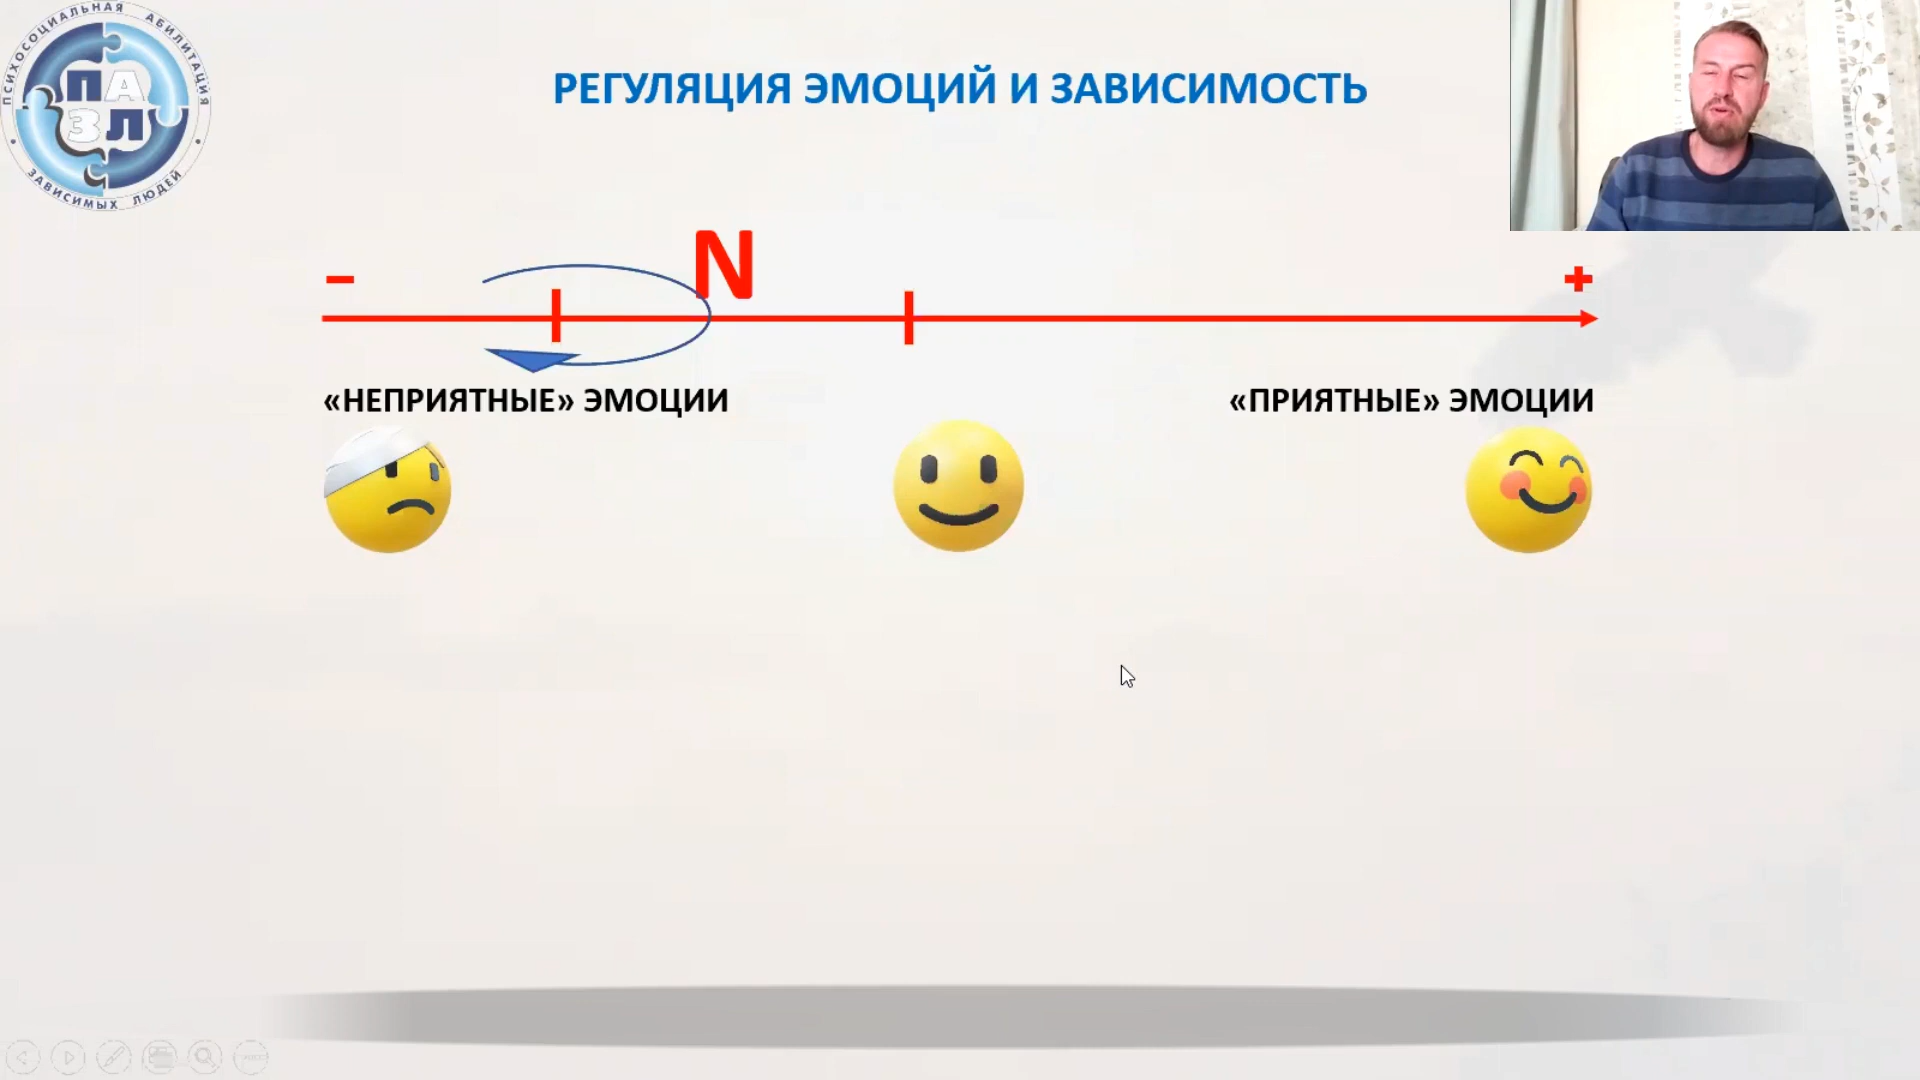 ПСИХОСОЦИАЛЬНАЯ АБИЛИТАЦИЯ
ПАЗЛ
ЗАВИСИМЫХ ЛЮДЕЙ
РЕГУЛЯЦИЯ ЭМОЦИЙ И ЗАВИСИМОСТЬ
N
– +
«НЕПРИЯТНЫЕ» ЭМОЦИИ
«ПРИЯТНЫЕ» ЭМОЦИИ